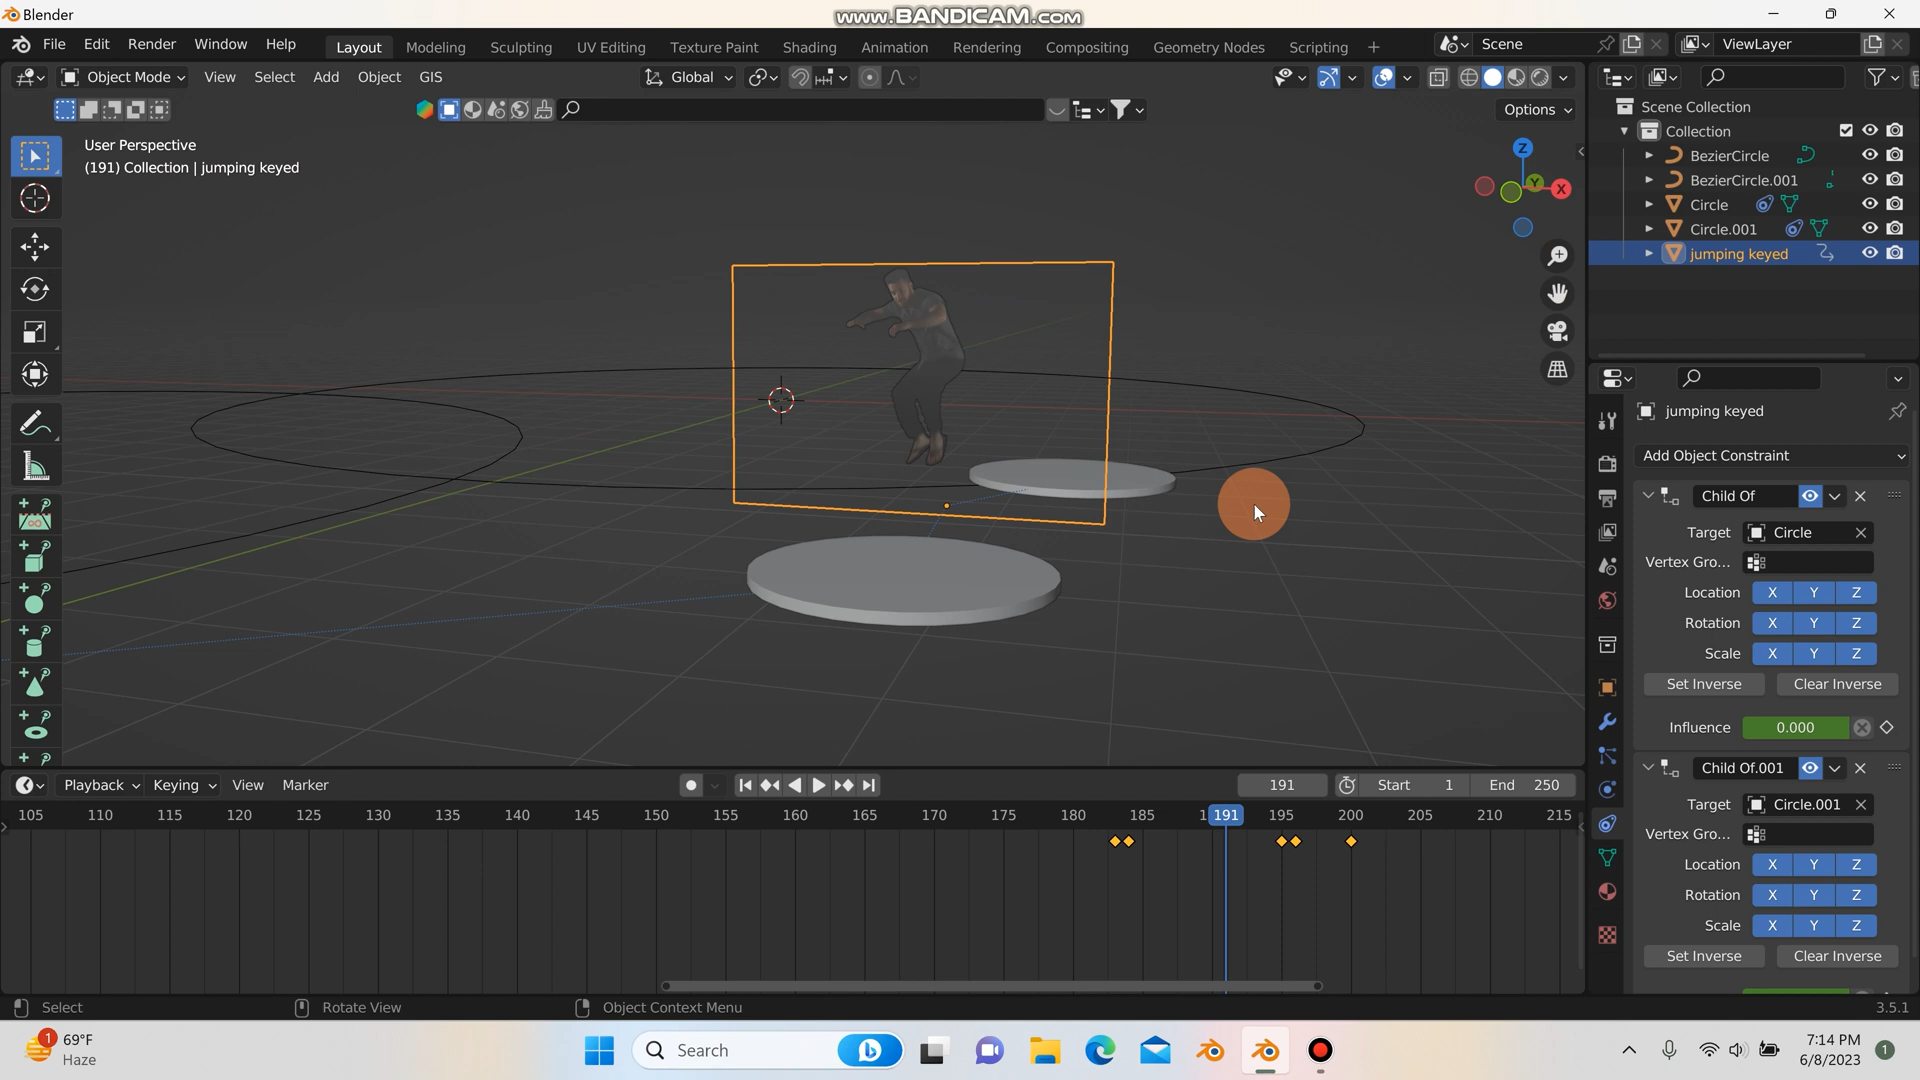 Blender
www.BANDICAM.com
File Edit Render Window Help
Layout Modeling Sculpting UV Editing Texture Paint Shading Animation Rendering Compositing Geometry Nodes Scripting +
Scene
ViewLayer
Object Mode View Select Add Object GIS
Global
Options
User Perspective
(191) Collection | jumping keyed
Z
Y
X
Scene Collection
Collection
BezierCircle
BezierCircle.001
Circle
Circle.001
jumping keyed
jumping keyed
Add Object Constraint
Child Of
Target Circle
Vertex Gro...
Location X Y Z
Rotation X Y Z
Scale X Y Z
Set Inverse Clear Inverse
Influence 0.000
Child Of.001
Target Circle.001
Vertex Gro...
Location X Y Z
Rotation X Y Z
Scale X Y Z
Set Inverse Clear Inverse
Playback Keying View Marker
191 Start 1 End 250
105 110 115 120 125 130 135 140 145 150 155 160 165 170 175 180 185 191 195 200 205 210 215
Select Rotate View Object Context Menu 3.5.1
1
69°F
Haze
Search
7:14 PM
6/8/2023
1